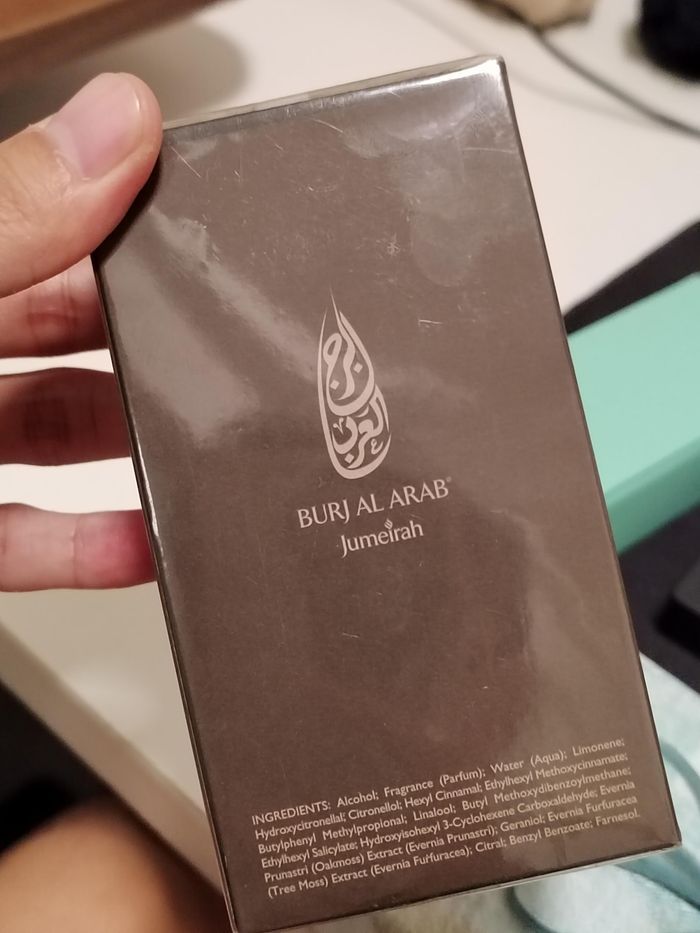 برج
العرب
BURJ AL ARAB®
Jumeirah
INGREDIENTS: Alcohol; Fragrance (Parfum); Water (Aqua); Limonene;
Hydroxycitronellal; Citronellol; Hexyl Cinnamal; Ethylhexyl Methoxycinnamate;
Butylphenyl Methylpropional; Linalool; Butyl Methoxydibenzoylmethane;
Ethylhexyl Salicylate; Hydroxyisohexyl 3-Cyclohexene Carboxaldehyde; Evernia
Prunastri (Oakmoss) Extract (Evernia Prunastri); Geraniol; Evernia Furfuracea
(Tree Moss) Extract (Evernia Furfuracea); Citral; Benzyl Benzoate; Farnesol.